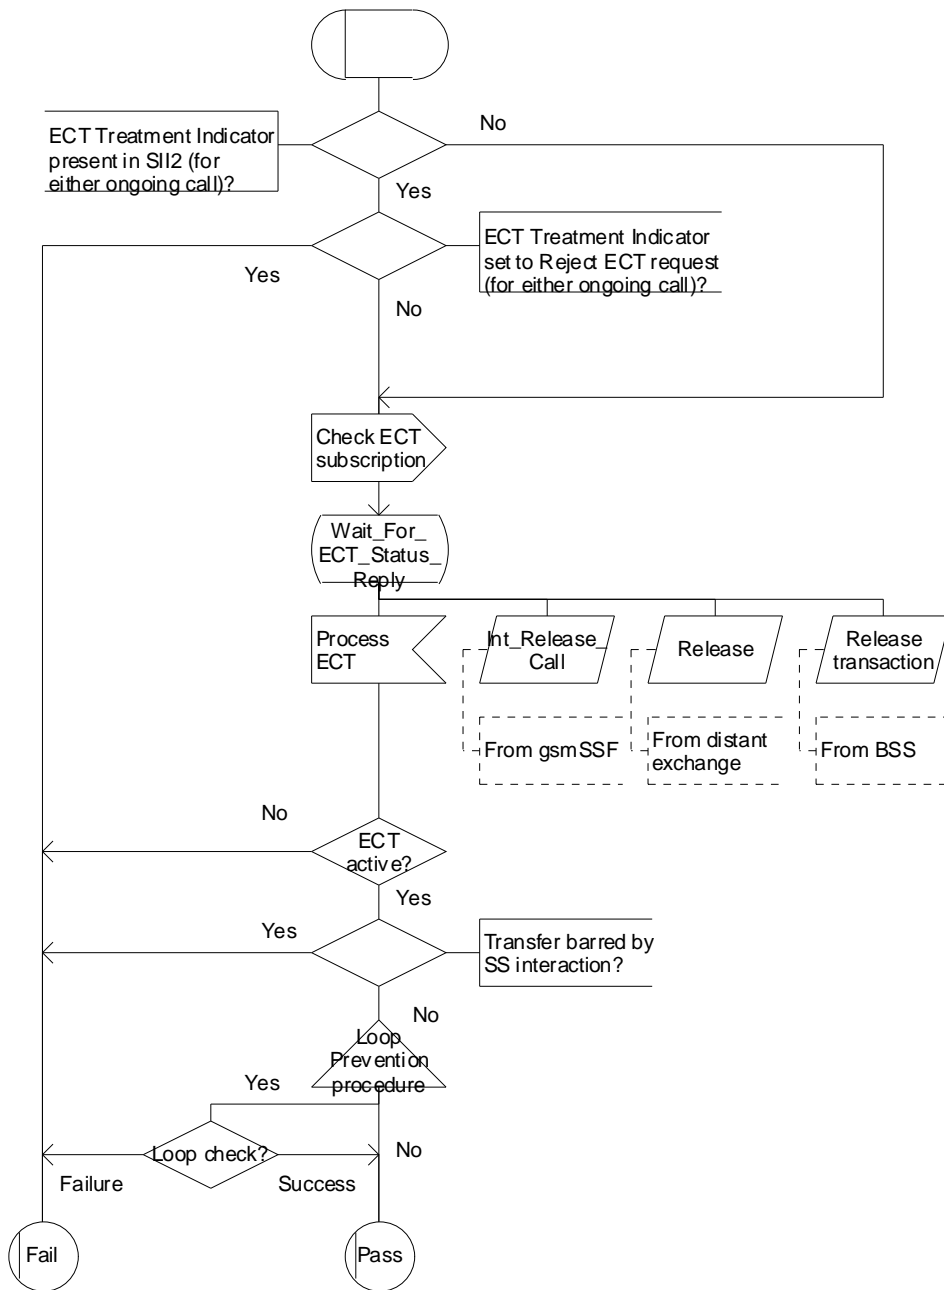 No
ECT Treatment Indicator
present in SII2 (for
either ongoing call)?
Yes
ECT Treatment Indicator
set to Reject ECT request
(for either ongoing call)?
Yes
No
Check ECT
subscription
Wait_For_
ECT_Status_
Reply
Process
ECT
Int_Release_
Call
Release
Release
transaction
From gsmSSF
From distant
exchange
From BSS
No
ECT
active?
Yes
Yes
Transfer barred by
SS interaction?
No
Loop
Prevention
procedure
Yes
Loop check?
No
Failure
Success
Fail
Pass